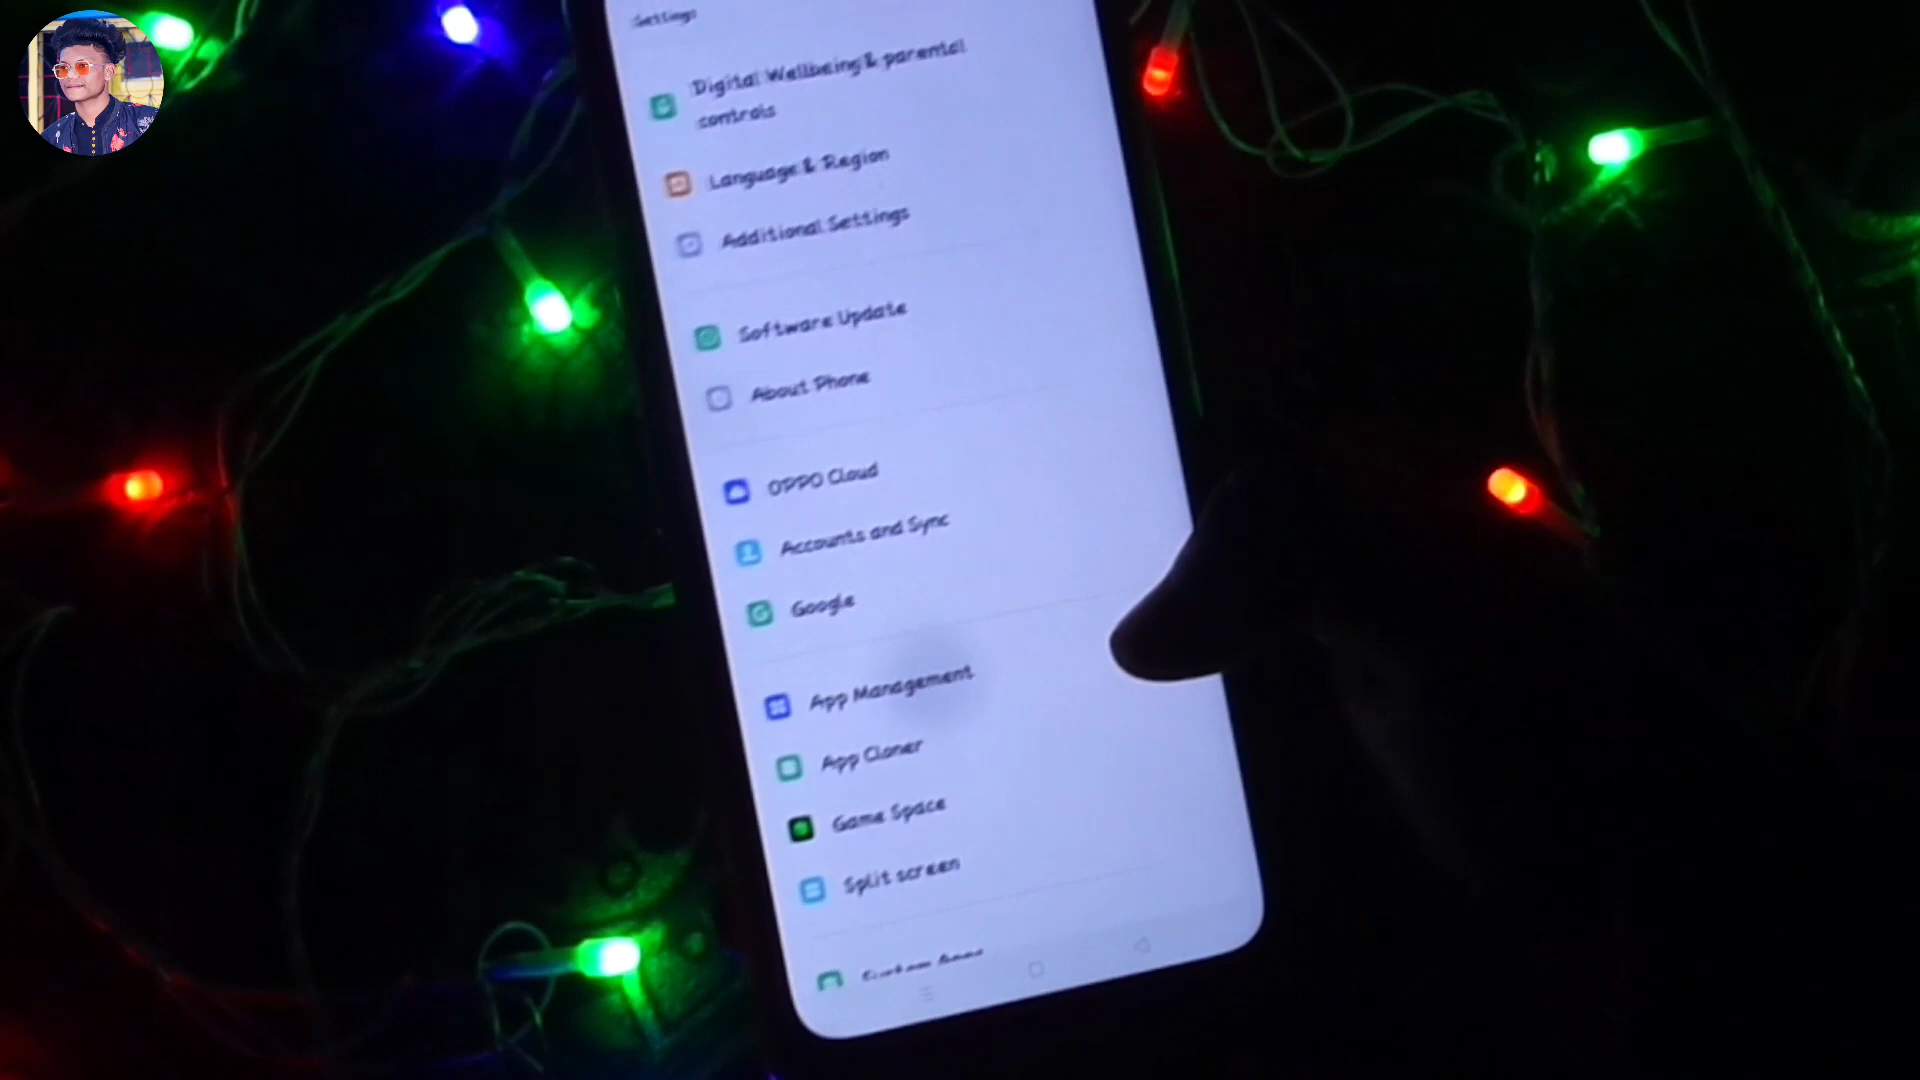 Settings
Digital Wellbeing & parental
controls
Language & Region
Additional Settings
Software Update
About Phone
OPPO Cloud
Accounts and Sync
Google
App Management
App Cloner
Game Space
Split screen